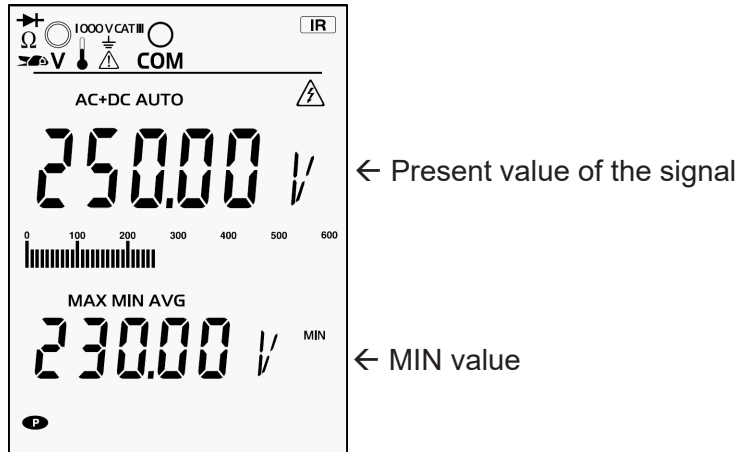 Ω 1000 V CAT III IR
V COM
AC+DC AUTO
250.00 V ← Present value of the signal
0 100 200 300 400 500 600
MAX MIN AVG
230.00 V MIN ← MIN value
P